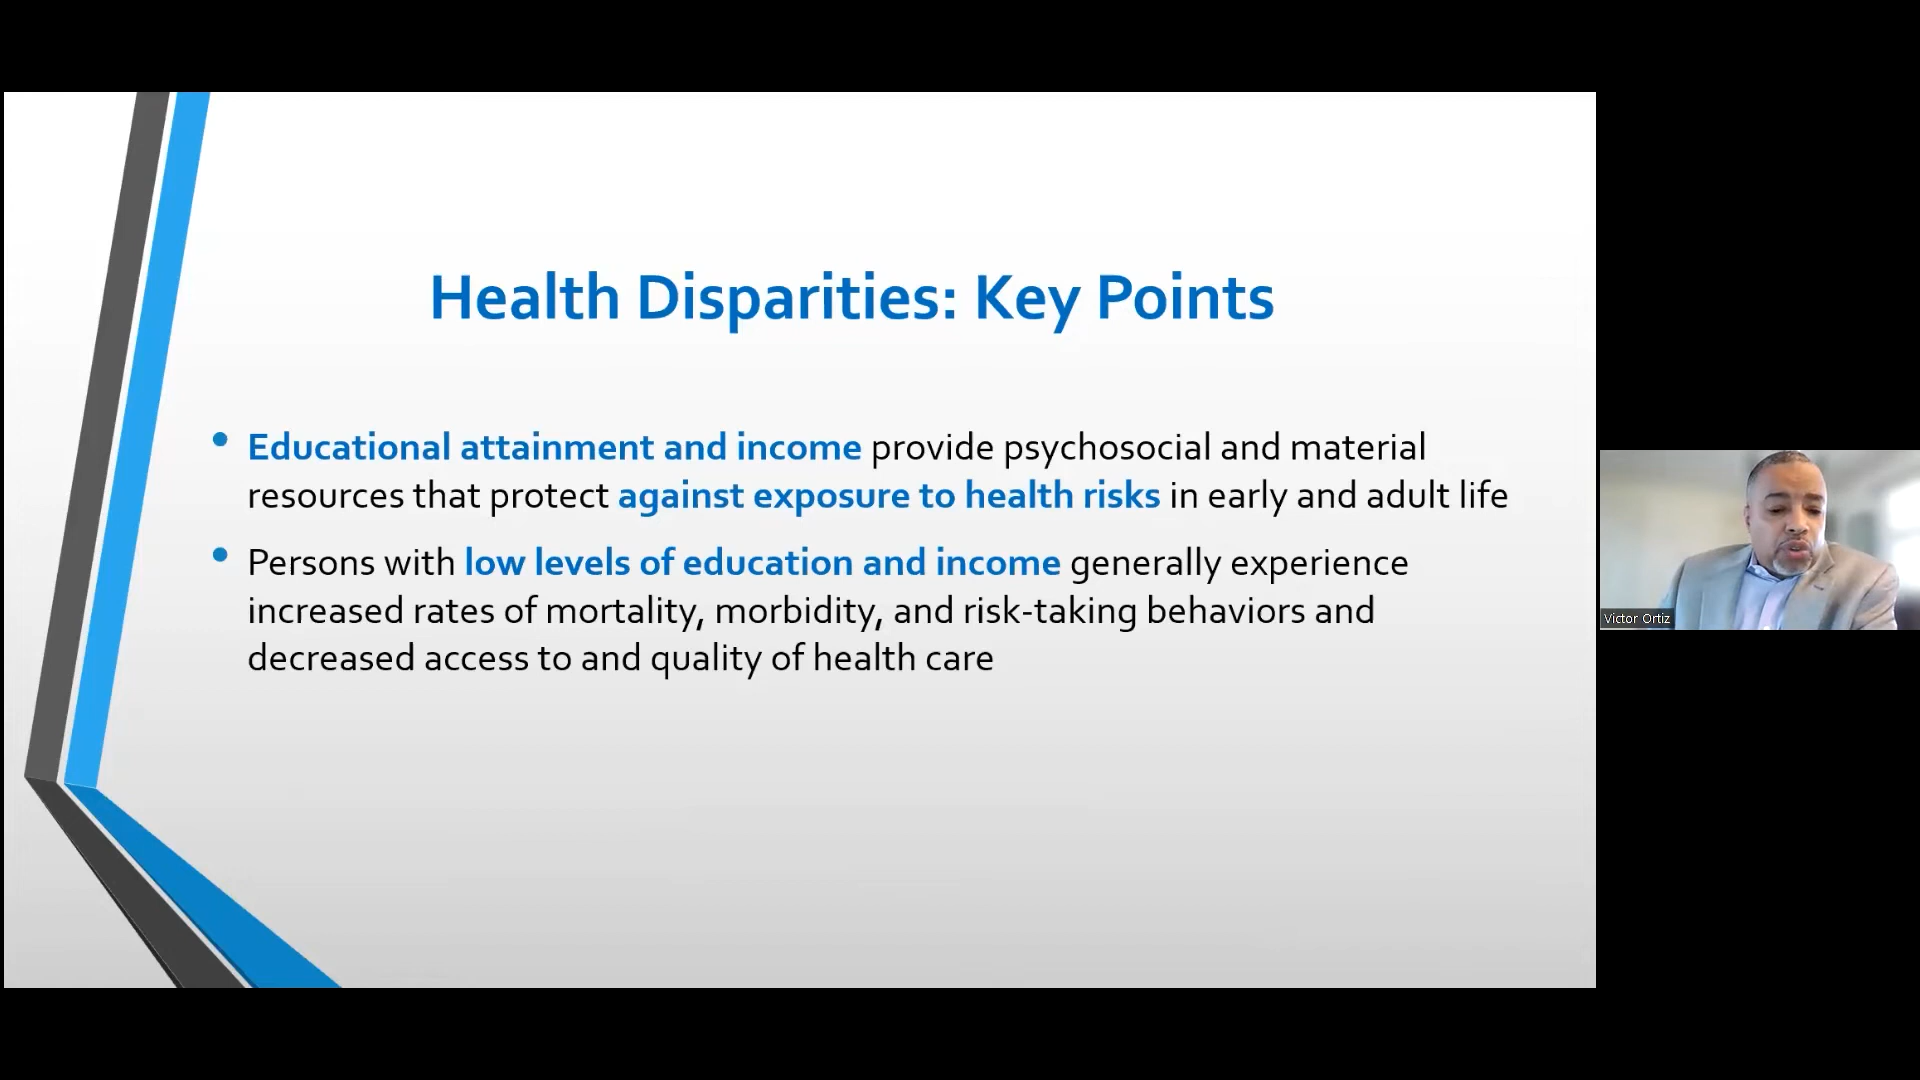 Health Disparities: Key Points
• Educational attainment and income provide psychosocial and material
resources that protect against exposure to health risks in early and adult life
• Persons with low levels of education and income generally experience
increased rates of mortality, morbidity, and risk-taking behaviors and
decreased access to and quality of health care
Victor Ortiz